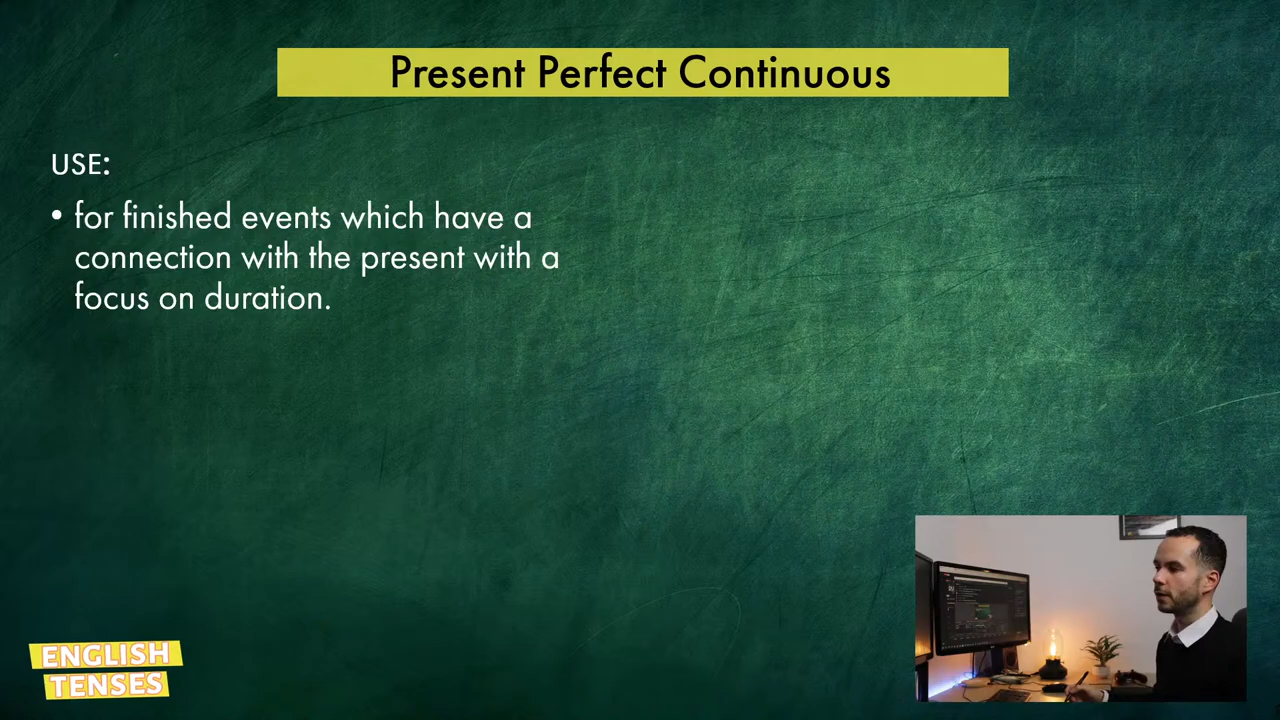 Present Perfect Continuous
USE:
• for finished events which have a
connection with the present with a
focus on duration.
ENGLISH
TENSES